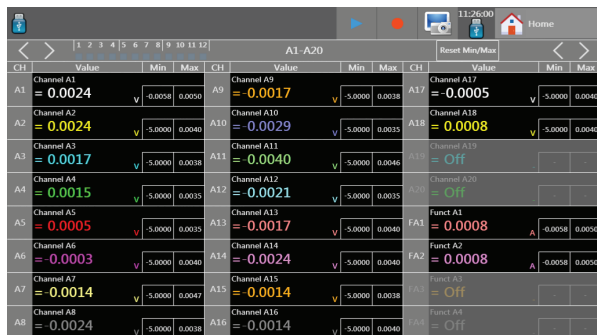 11:26:00
Home
1 2 3 4 5 6 7 8 9 10 11 12
A1-A20
Reset Min/Max
CH Value Min Max CH Value Min Max CH Value Min Max
Channel A1 Channel A9 Channel A17
A1 = 0.0024 V -0.0058 0.0050 A9 =-0.0017 V -5.0000 0.0038 A17 =-0.0005 V -5.0000 0.0040
Channel A2 Channel A10 Channel A18
A2 = 0.0024 V -5.0000 0.0040 A10 =-0.0029 V -5.0000 0.0035 A18 = 0.0008 V -5.0000 0.0040
Channel A3 Channel A11 Channel A19
A3 = 0.0017 V -5.0000 0.0038 A11 =-0.0040 V -5.0000 0.0046 A19 = Off - -
Channel A4 Channel A12 Channel A20
A4 = 0.0015 V -5.0000 0.0035 A12 =-0.0021 V -5.0000 0.0035 A20 = Off - -
Channel A5 Channel A13 Funct A1
A5 = 0.0005 V -5.0000 0.0035 A13 =-0.0017 V -5.0000 0.0040 FA1 = 0.0008 A -0.0058 0.0050
Channel A6 Channel A14 Funct A2
A6 =-0.0003 V -5.0000 0.0040 A14 =-0.0024 V -5.0000 0.0040 FA2 = 0.0008 A -0.0058 0.0050
Channel A7 Channel A15 Funct A3
A7 =-0.0014 V -5.0000 0.0047 A15 =-0.0014 V -5.0000 0.0038 FA3 = Off - -
Channel A8 Channel A16 Funct A4
A8 =-0.0024 V -5.0000 0.0038 A16 =-0.0014 V -5.0000 0.0040 FA4 = Off - -